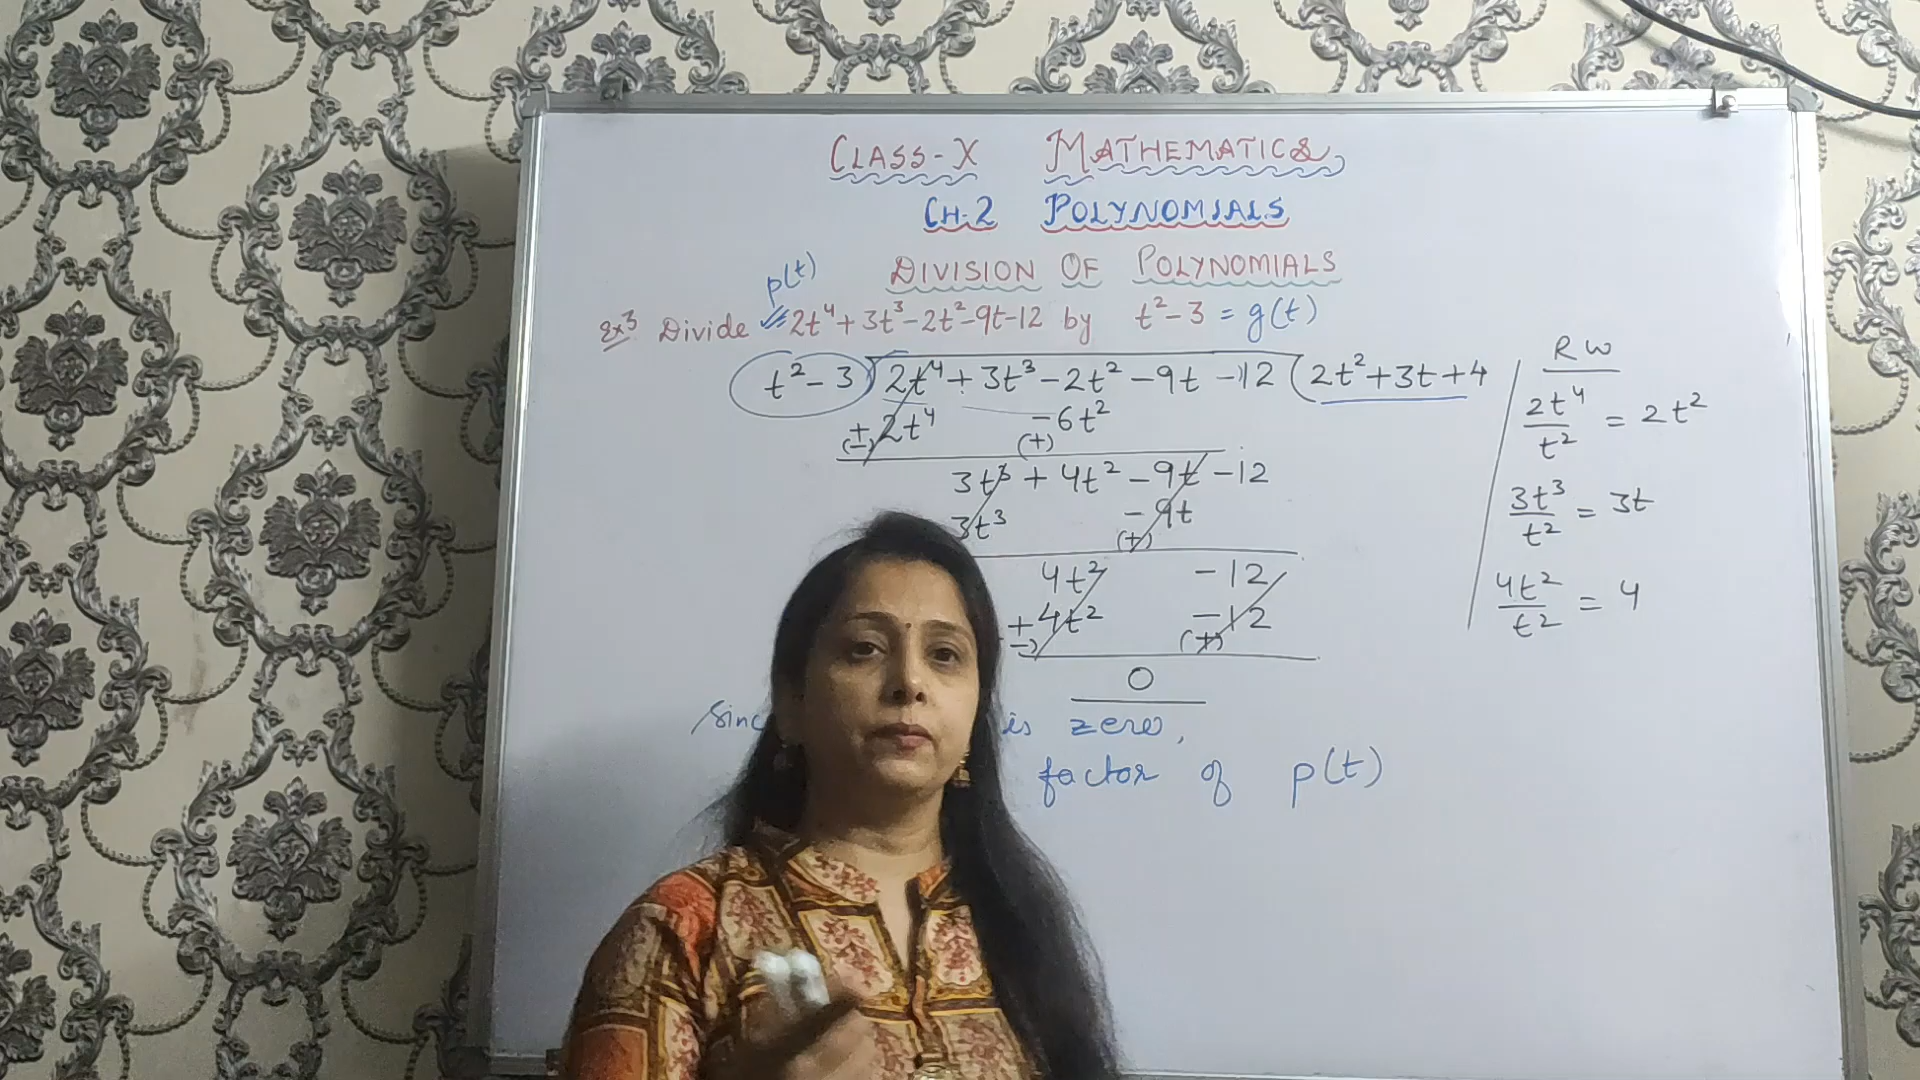 CLASS-X MATHEMATICS
CH-2 POLYNOMIALS
DIVISION OF POLYNOMIALS
p(t)
Ex3 Divide 2t⁴+3t³-2t²-9t-12 by t²-3 = g(t)
t²-3) 2t⁴+3t³-2t²-9t-12 (2t²+3t+4
+2t⁴ -6t²
(-) (+)
3t³+4t²-9t-12
3t³ -9t
(+)
4t² -12
+4t² -12
-) (+)
0
is zero,
factor of p(t)
RW
2t⁴/t² = 2t²
3t³/t² = 3t
4t²/t² = 4